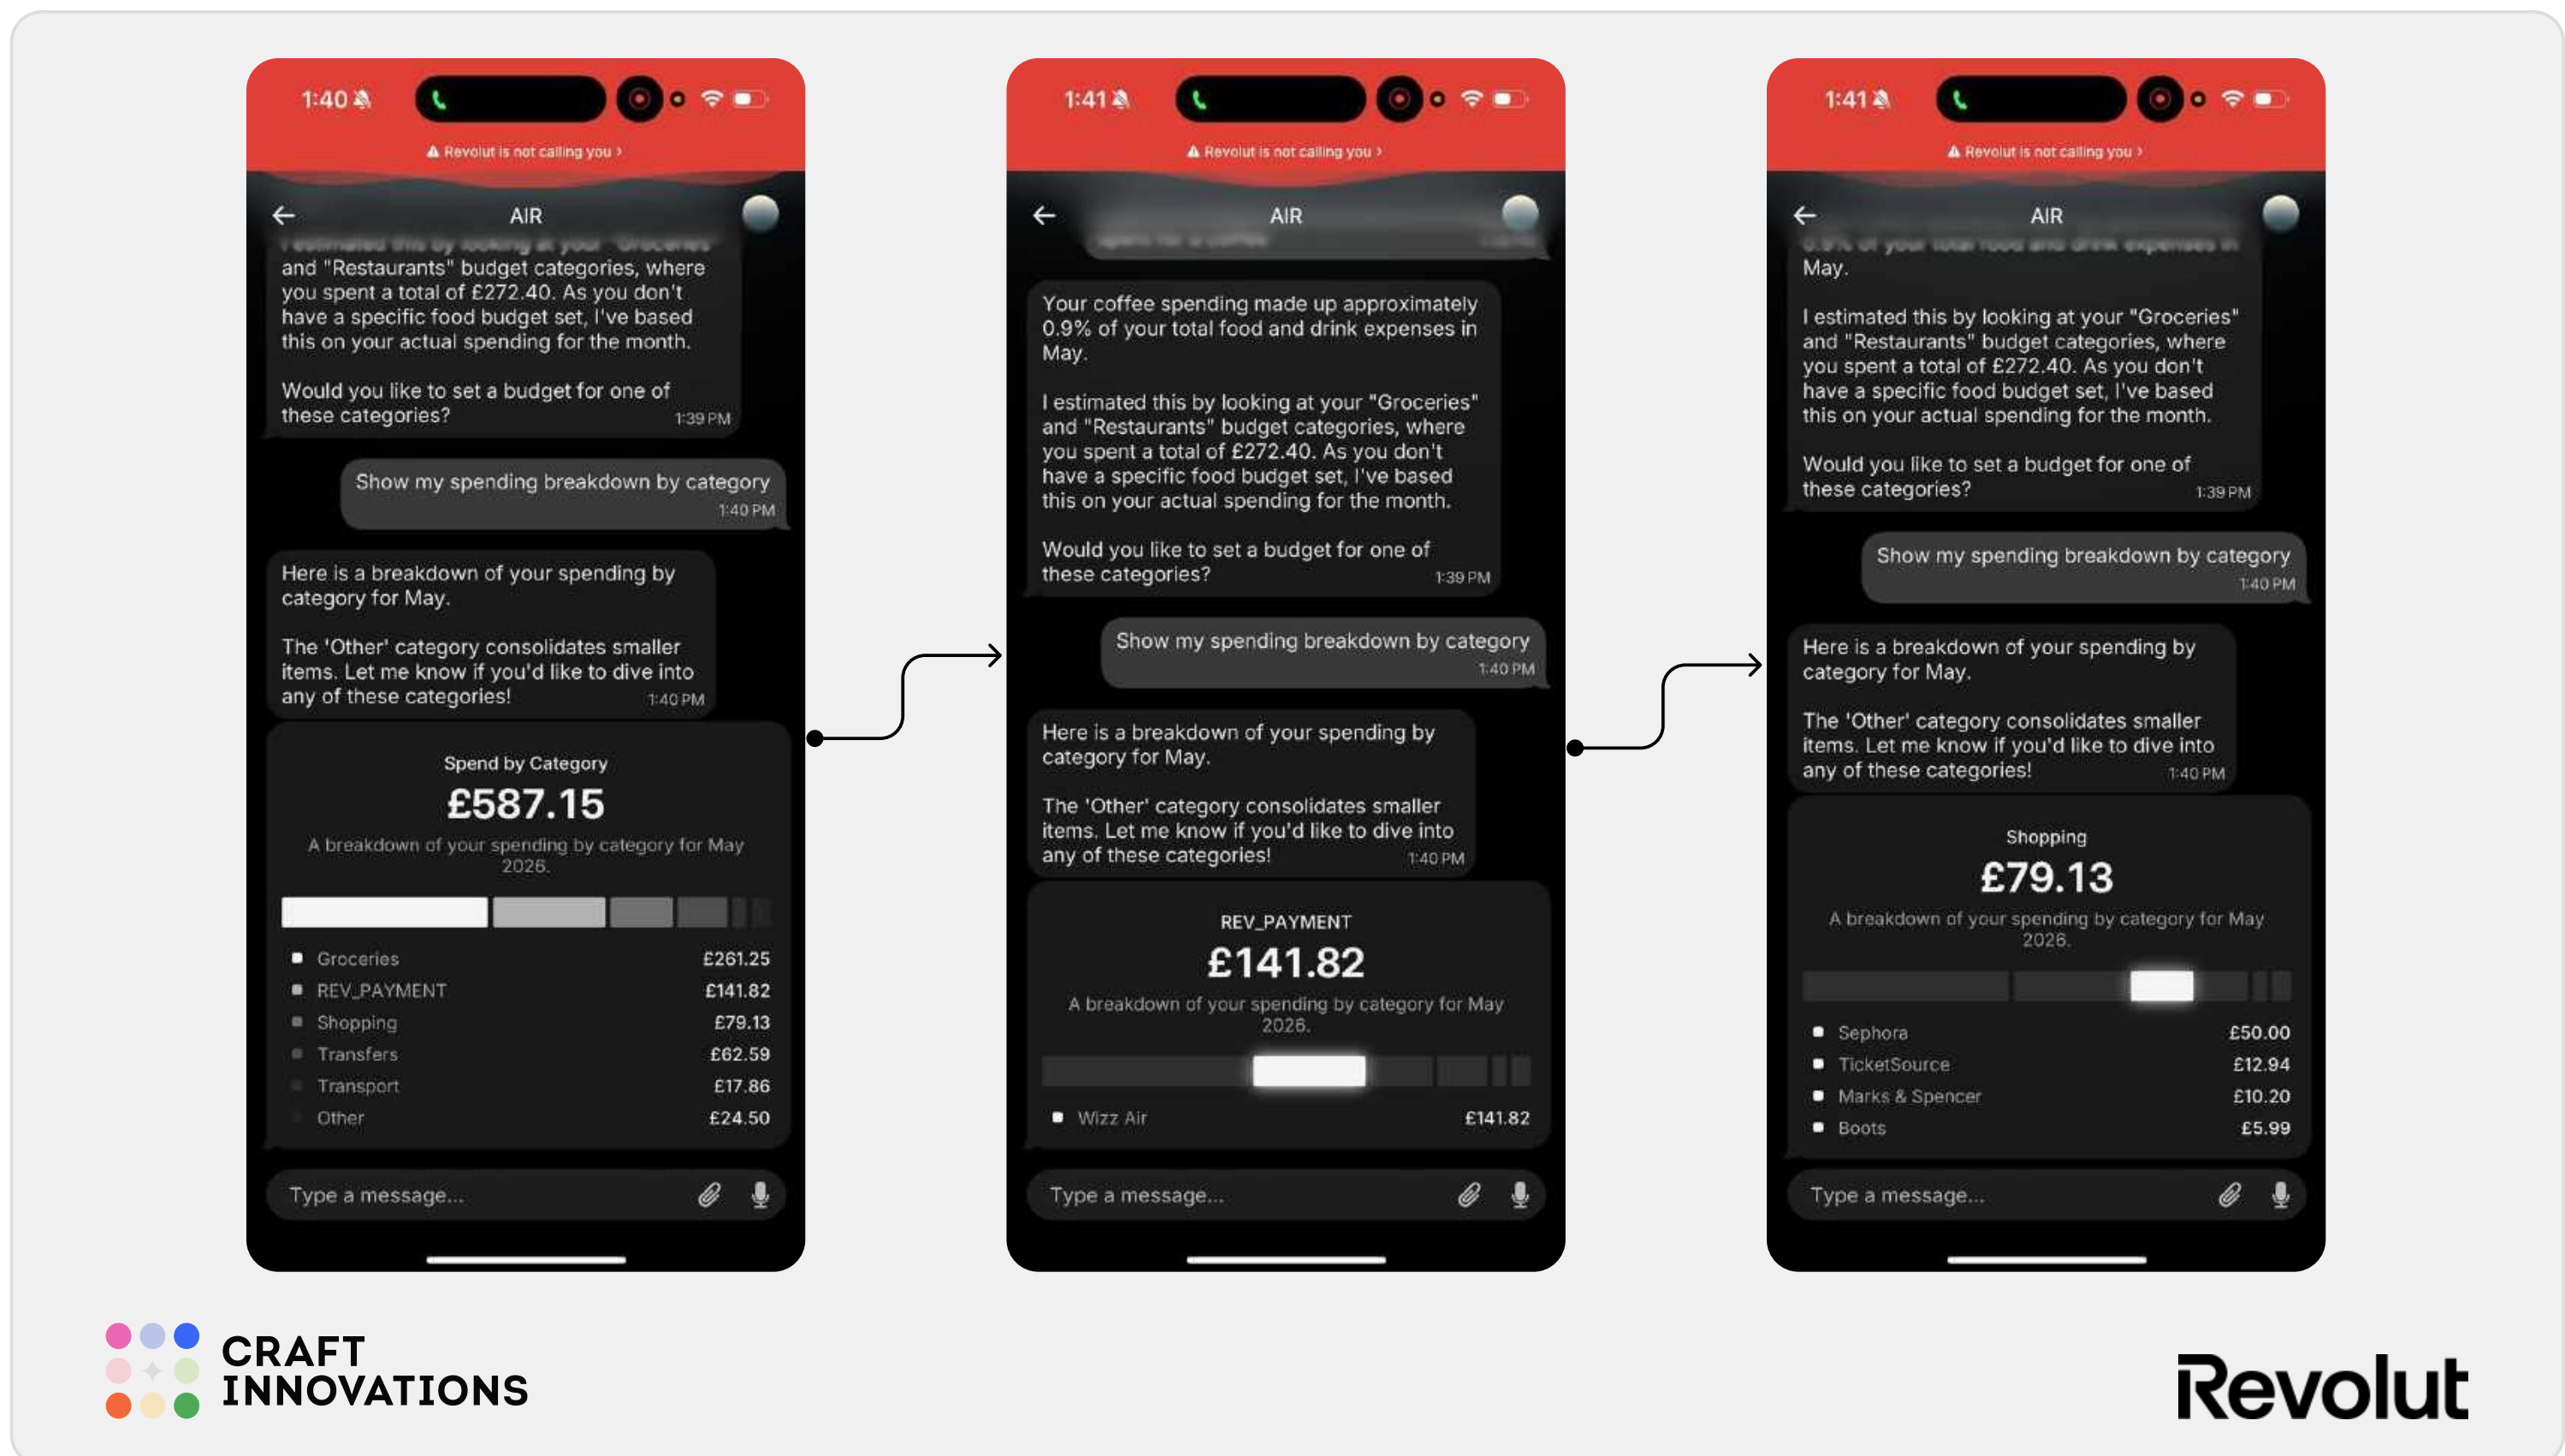 1:40
Revolut is not calling you
AIR
I estimated this by looking at your "Groceries"
and "Restaurants" budget categories, where
you spent a total of £272.40. As you don't
have a specific food budget set, I've based
this on your actual spending for the month.
Would you like to set a budget for one of
these categories?
1:39 PM
Show my spending breakdown by category
1:40 PM
Here is a breakdown of your spending by
category for May.
The 'Other' category consolidates smaller
items. Let me know if you'd like to dive into
any of these categories!
1:40 PM
Spend by Category
£587.15
A breakdown of your spending by category for May
2026.
Groceries £261.25
REV_PAYMENT £141.82
Shopping £79.13
Transfers £62.59
Transport £17.86
Other £24.50
Type a message...
1:41
Revolut is not calling you
AIR
Your coffee spending made up approximately
0.9% of your total food and drink expenses in
May.
I estimated this by looking at your "Groceries"
and "Restaurants" budget categories, where
you spent a total of £272.40. As you don't
have a specific food budget set, I've based
this on your actual spending for the month.
Would you like to set a budget for one of
these categories?
1:39 PM
Show my spending breakdown by category
1:40 PM
Here is a breakdown of your spending by
category for May.
The 'Other' category consolidates smaller
items. Let me know if you'd like to dive into
any of these categories!
1:40 PM
REV_PAYMENT
£141.82
A breakdown of your spending by category for May
2026.
Wizz Air £141.82
Type a message...
1:41
Revolut is not calling you
AIR
0.9% of your total food and drink expenses in
May.
I estimated this by looking at your "Groceries"
and "Restaurants" budget categories, where
you spent a total of £272.40. As you don't
have a specific food budget set, I've based
this on your actual spending for the month.
Would you like to set a budget for one of
these categories?
1:39 PM
Show my spending breakdown by category
1:40 PM
Here is a breakdown of your spending by
category for May.
The 'Other' category consolidates smaller
items. Let me know if you'd like to dive into
any of these categories!
1:40 PM
Shopping
£79.13
A breakdown of your spending by category for May
2026.
Sephora £50.00
TicketSource £12.94
Marks & Spencer £10.20
Boots £5.99
Type a message...
CRAFT
INNOVATIONS
Revolut